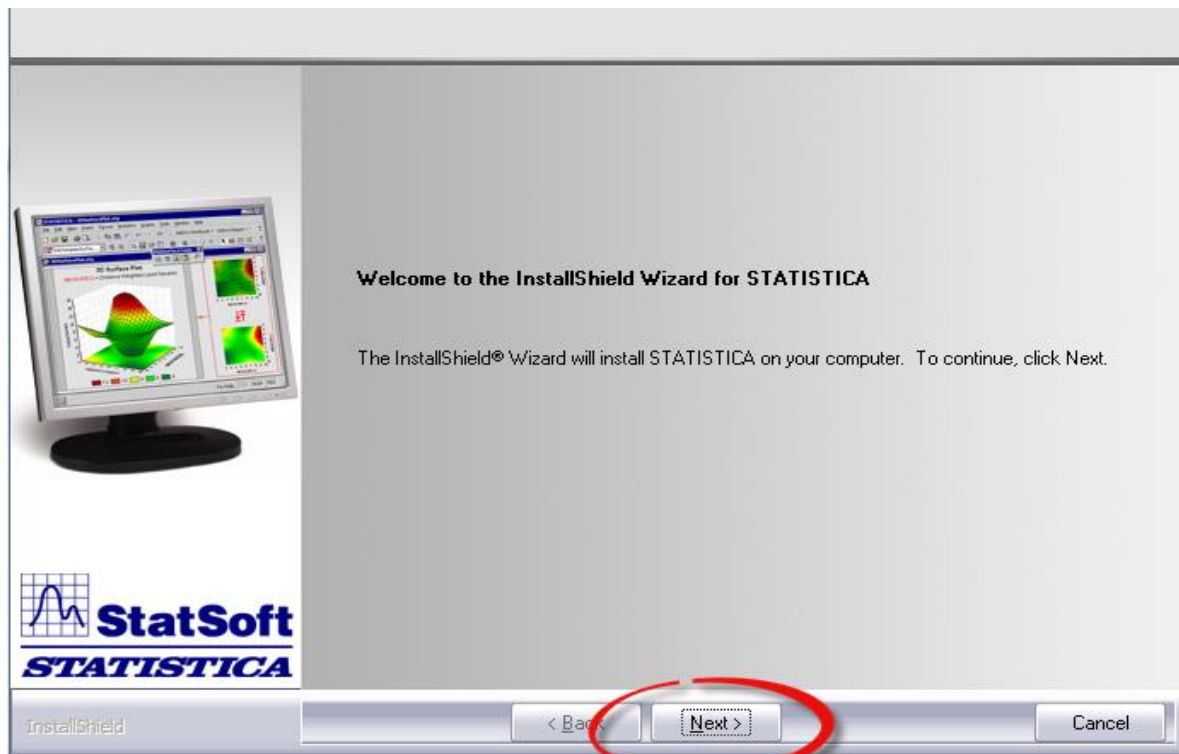 3D Surface Plot
Welcome to the InstallShield Wizard for STATISTICA
The InstallShield® Wizard will install STATISTICA on your computer. To continue, click Next.
StatSoft
STATISTICA
InstallShield
< Back
Next >
Cancel